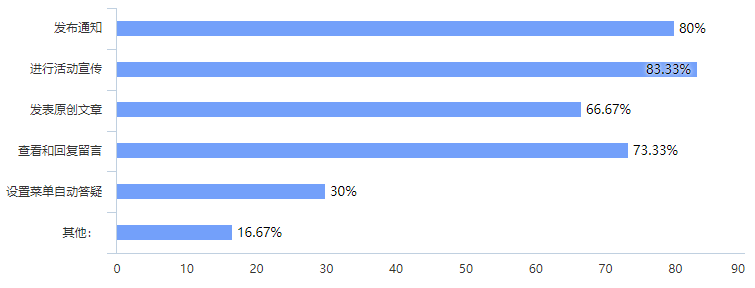 发布通知 80%
进行活动宣传 83.33%
发表原创文章 66.67%
查看和回复留言 73.33%
设置菜单自动答疑 30%
其他： 16.67%
0 10 20 30 40 50 60 70 80 90